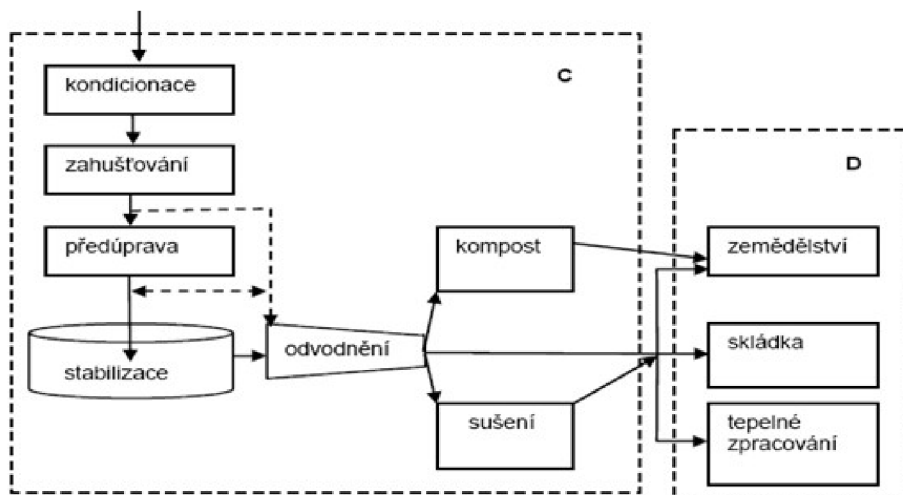 C
kondicionace
zahušťování
D
předúprava
kompost
zemědělství
odvodnění
skládka
stabilizace
sušení
tepelné
zpracování